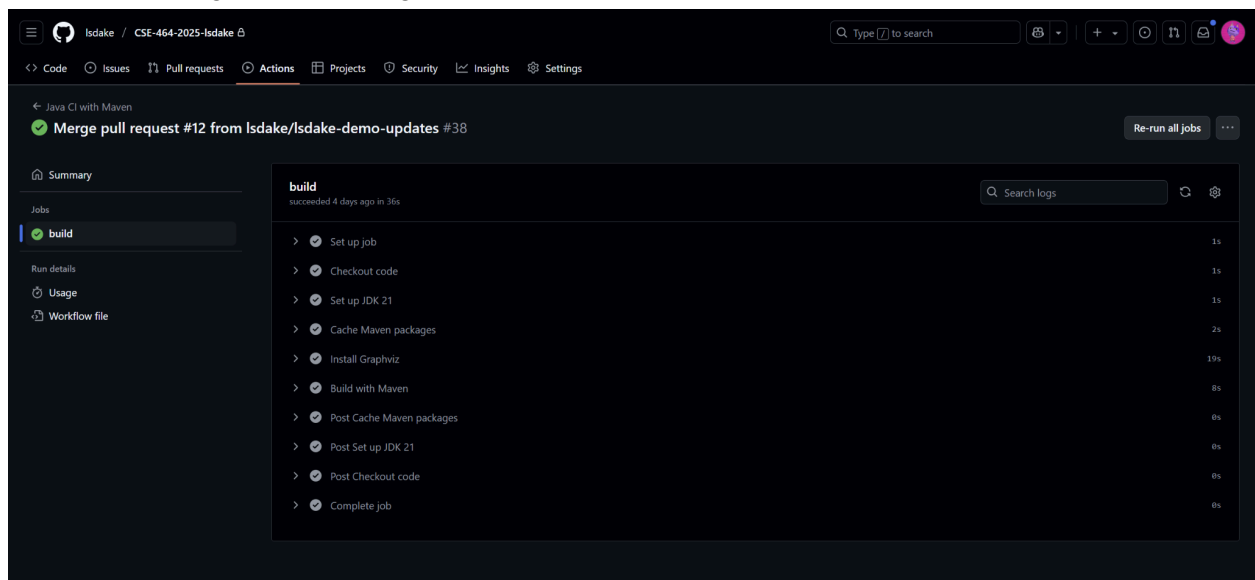 lsdake / CSE-464-2025-lsdake
Type / to search
Code Issues Pull requests Actions Projects Security Insights Settings
← Java CI with Maven
Merge pull request #12 from lsdake/lsdake-demo-updates #38
Re-run all jobs
Summary
Jobs
build
Run details
Usage
Workflow file
build
succeeded 4 days ago in 36s
Search logs
Set up job 1s
Checkout code 1s
Set up JDK 21 1s
Cache Maven packages 2s
Install Graphviz 19s
Build with Maven 8s
Post Cache Maven packages 0s
Post Set up JDK 21 0s
Post Checkout code 0s
Complete job 0s